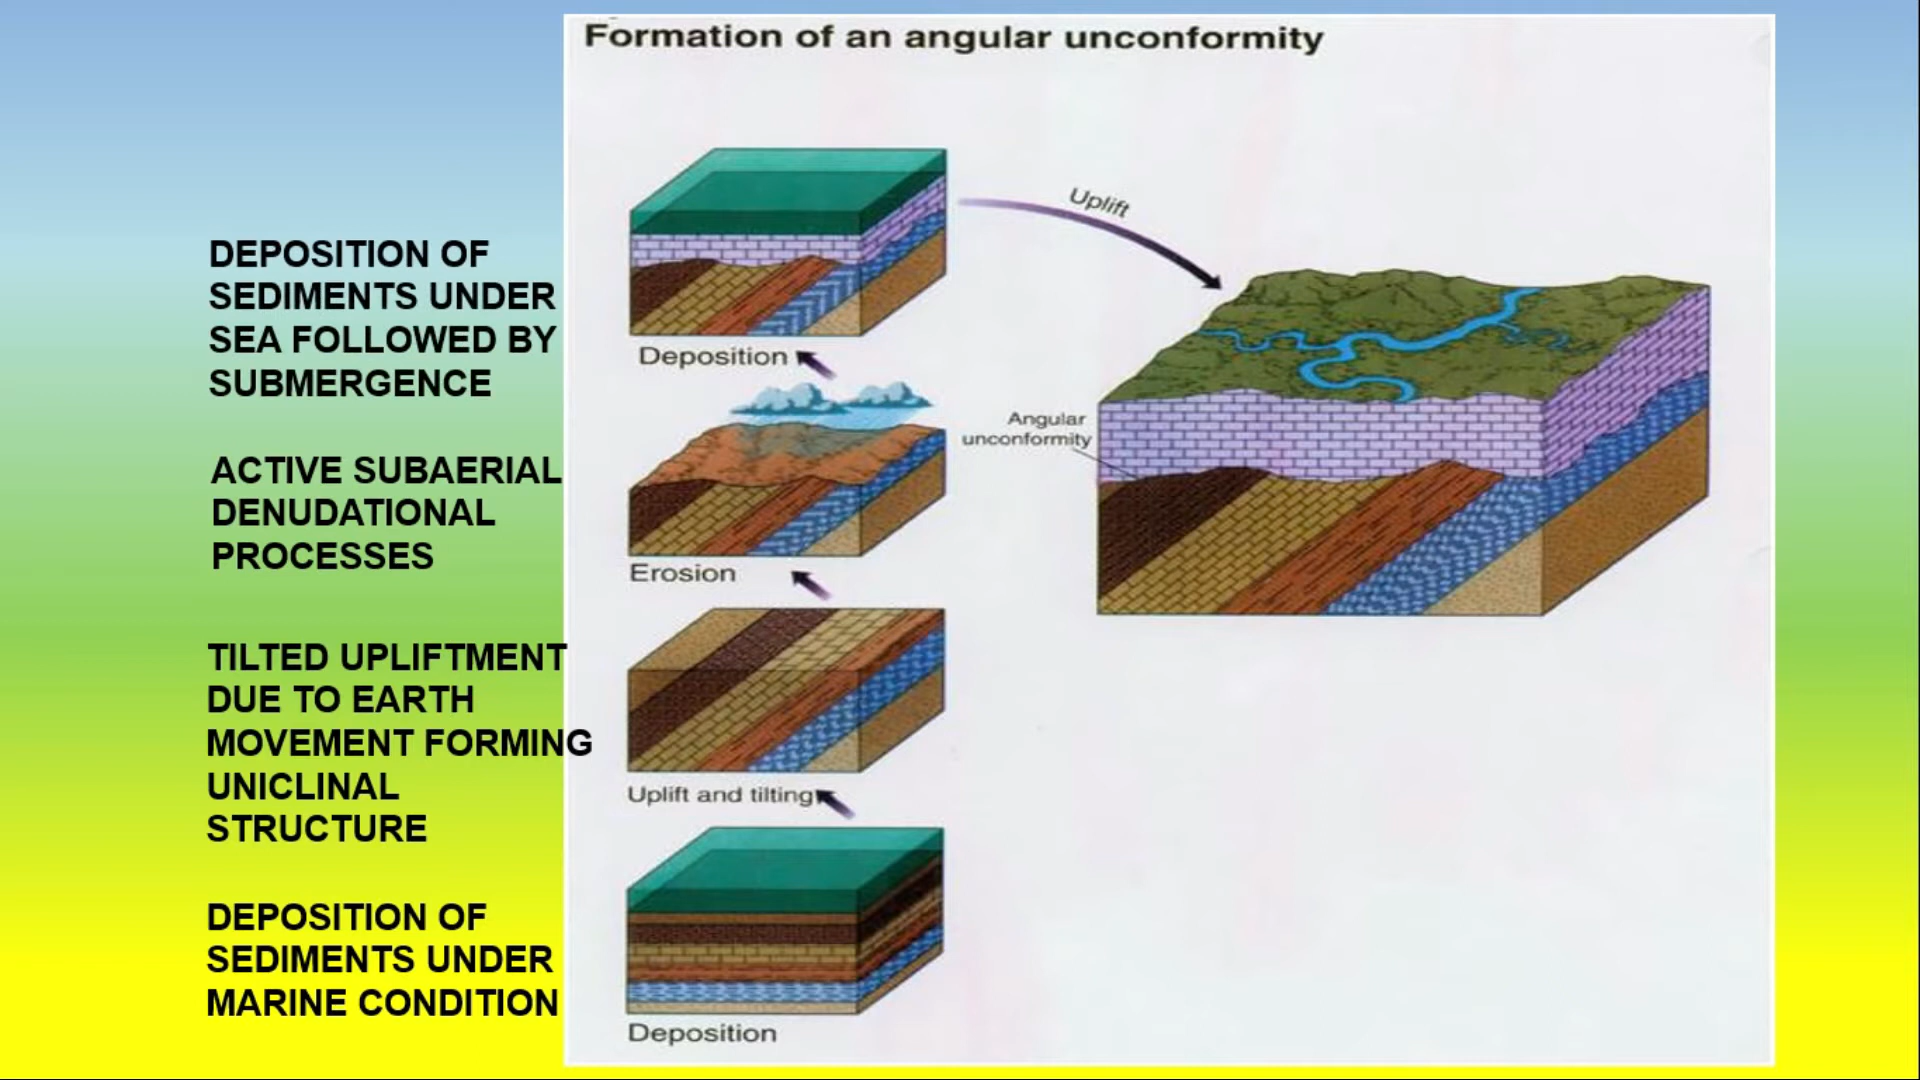 Formation of an angular unconformity
DEPOSITION OF
SEDIMENTS UNDER
SEA FOLLOWED BY
SUBMERGENCE
ACTIVE SUBAERIAL
DENUDATIONAL
PROCESSES
TILTED UPLIFTMENT
DUE TO EARTH
MOVEMENT FORMING
UNICLINAL
STRUCTURE
DEPOSITION OF
SEDIMENTS UNDER
MARINE CONDITION
Deposition
Erosion
Uplift and tilting
Deposition
Uplift
Angular
unconformity